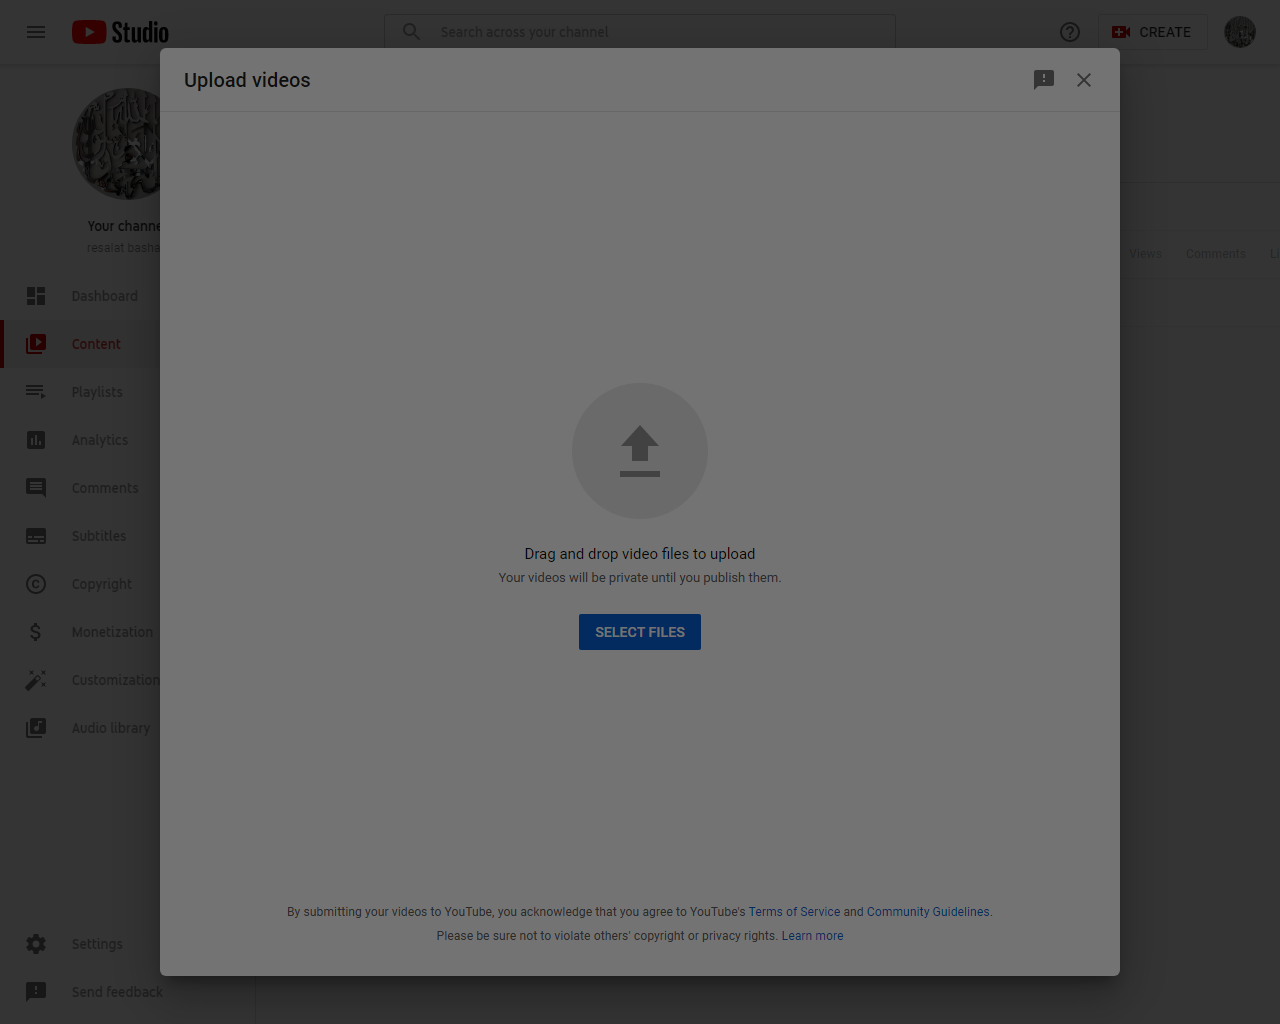 Studio
Search across your channel
CREATE
Upload videos
Your channe
resalat basha
Views
Comments
Dashboard
Content
Playlists
Analytics
Comments
Subtitles
Copyright
Monetization
Customization
Audio library
Drag and drop video files to upload
Your videos will be private until you publish them.
SELECT FILES
By submitting your videos to YouTube, you acknowledge that you agree to YouTube's Terms of Service and Community Guidelines.
Please be sure not to violate others' copyright or privacy rights. Learn more
Settings
Send feedback